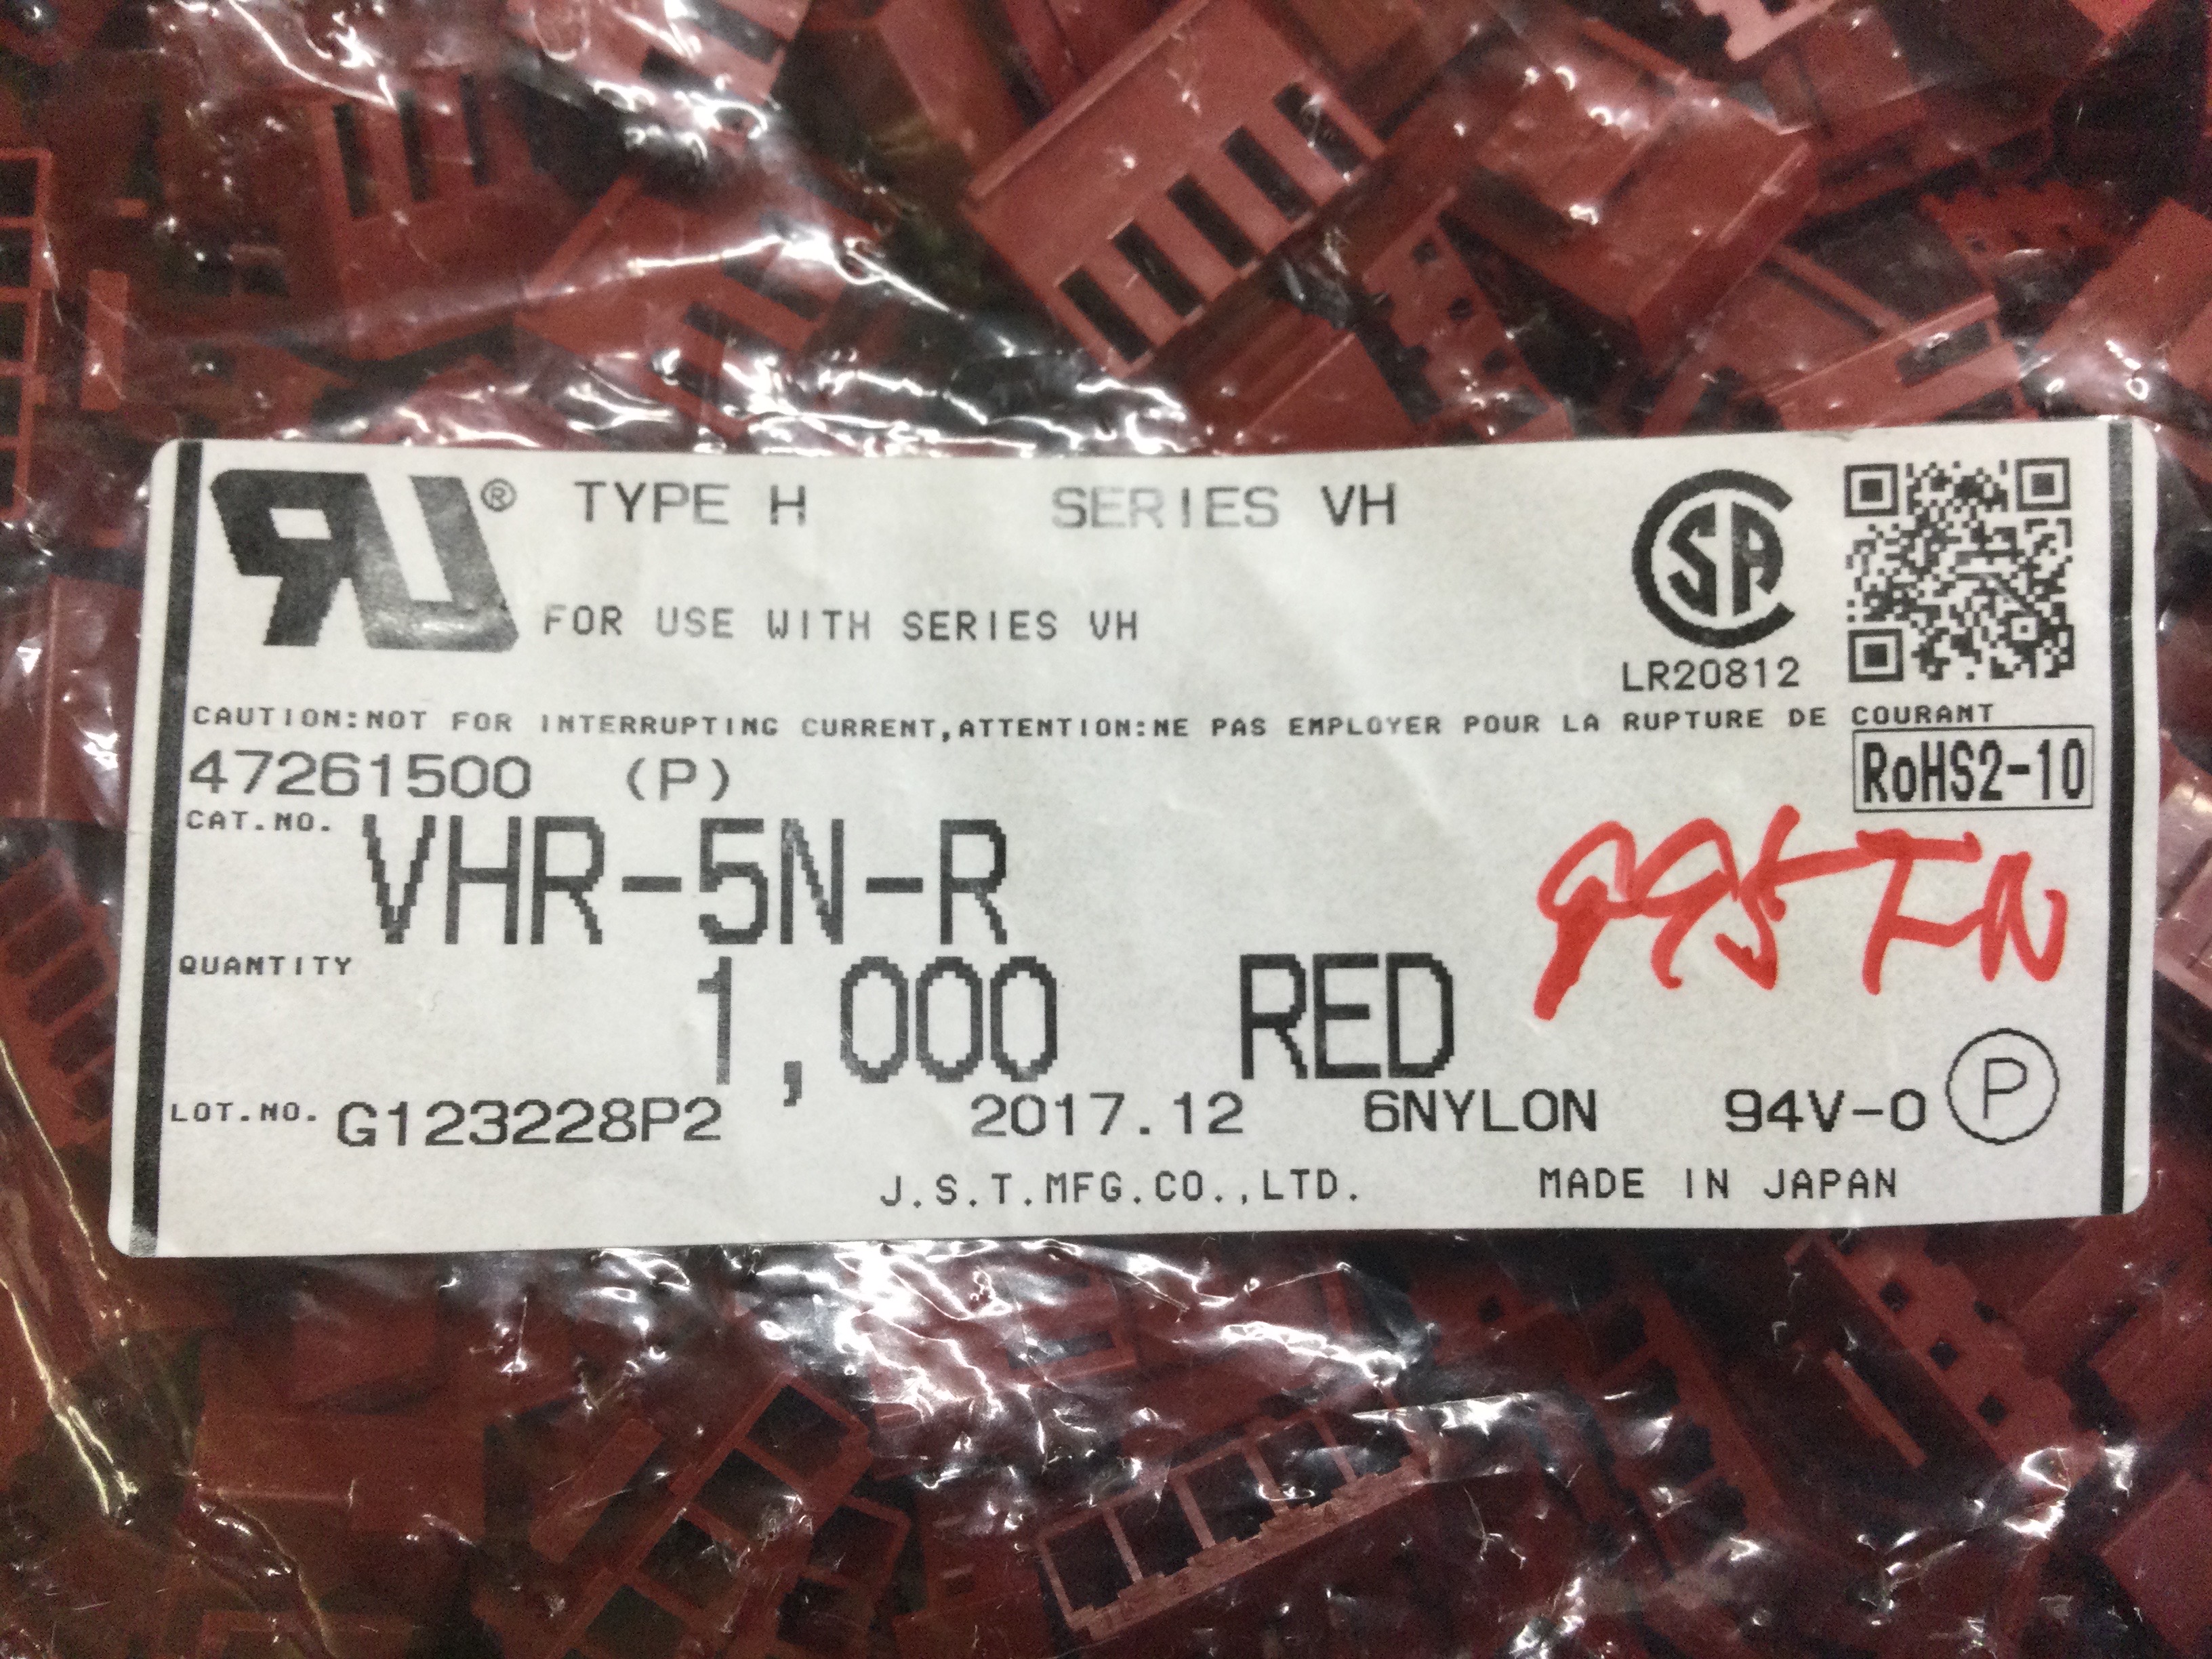 RU® TYPE H SERIES VH
FOR USE WITH SERIES VH
CSA
LR20812
CAUTION:NOT FOR INTERRUPTING CURRENT,ATTENTION:NE PAS EMPLOYER POUR LA RUPTURE DE COURANT
47261500 (P) RoHS2-10
CAT.NO. VHR-5N-R
QUANTITY 1,000 RED
LOT.NO. G123228P2 2017.12 6NYLON 94V-0 P
J.S.T.MFG.CO.,LTD. MADE IN JAPAN